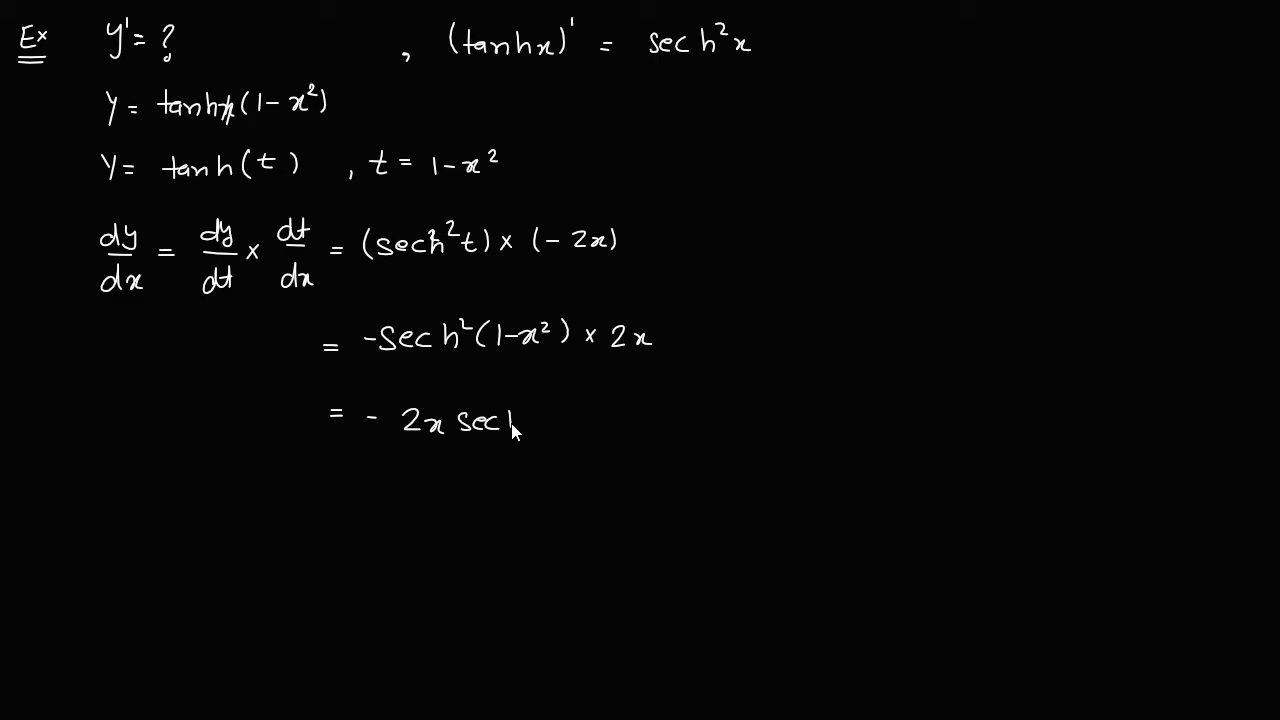 Ex y' = ? , (tanhx)' = sech²x
y = tanh(1-x²)
y = tanh(t) , t = 1-x²
dy/dx = dy/dt × dt/dx = (sech²t) × (-2x)
= -sech²(1-x²) × 2x
= - 2x sec